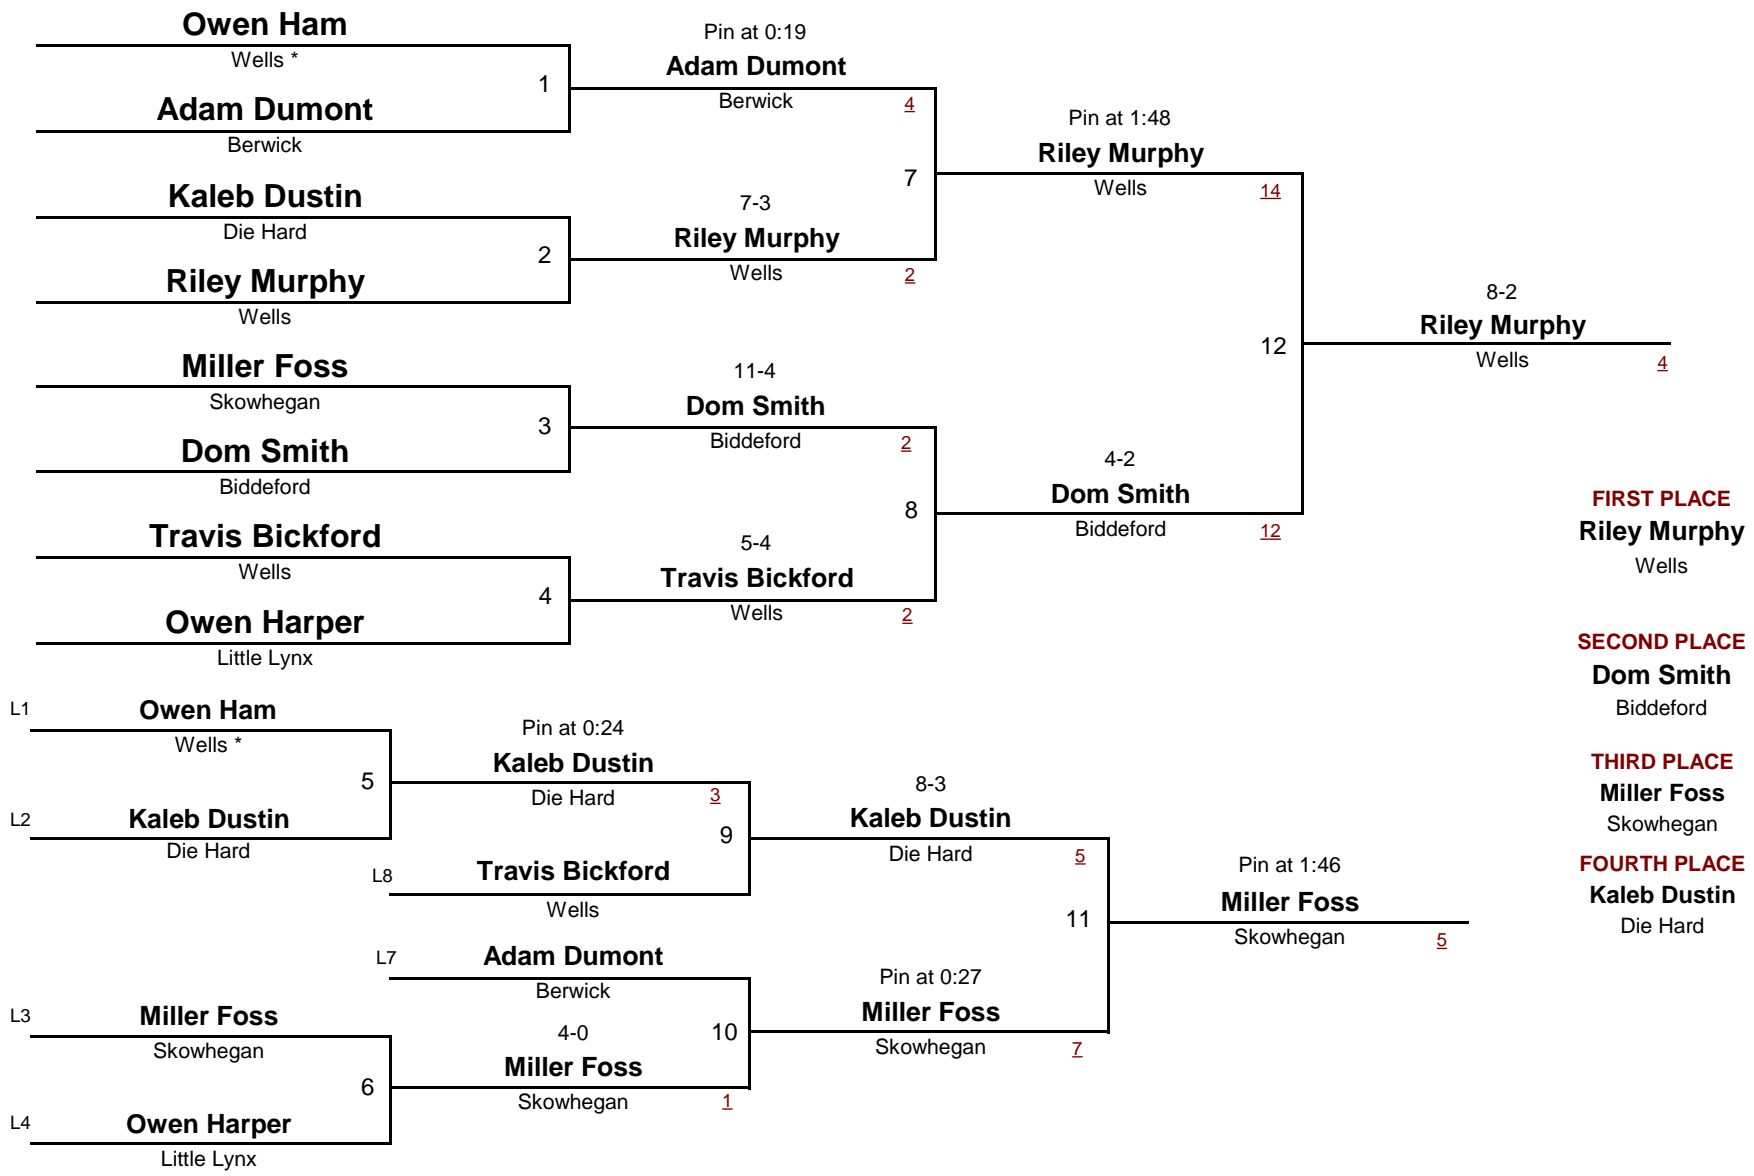 Owen Ham
Wells *
1
Adam Dumont
Berwick
Pin at 0:19
Adam Dumont
Berwick
4
Kaleb Dustin
Die Hard
2
Riley Murphy
Wells
7-3
Riley Murphy
Wells
2
7
Pin at 1:48
Riley Murphy
Wells
14
Miller Foss
Skowhegan
3
Dom Smith
Biddeford
11-4
Dom Smith
Biddeford
2
Travis Bickford
Wells
4
Owen Harper
Little Lynx
5-4
Travis Bickford
Wells
2
8
4-2
Dom Smith
Biddeford
12
12
8-2
Riley Murphy
Wells
4
FIRST PLACE
Riley Murphy
Wells
SECOND PLACE
Dom Smith
Biddeford
THIRD PLACE
Miller Foss
Skowhegan
FOURTH PLACE
Kaleb Dustin
Die Hard
L1
Owen Ham
Wells *
5
L2
Kaleb Dustin
Die Hard
Pin at 0:24
Kaleb Dustin
Die Hard
3
9
L8
Travis Bickford
Wells
8-3
Kaleb Dustin
Die Hard
5
L7
Adam Dumont
Berwick
10
L3
Miller Foss
Skowhegan
6
L4
Owen Harper
Little Lynx
4-0
Miller Foss
Skowhegan
1
Pin at 0:27
Miller Foss
Skowhegan
7
11
Pin at 1:46
Miller Foss
Skowhegan
5